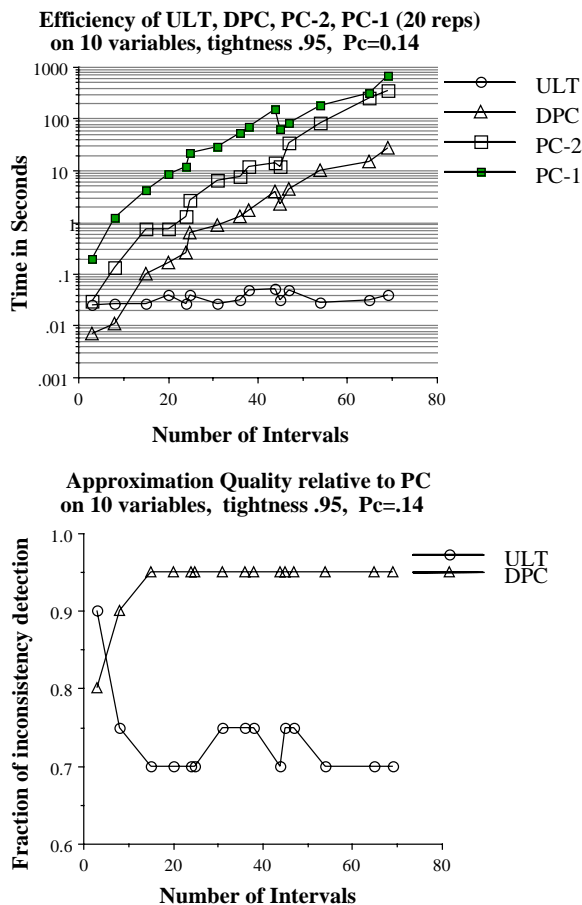 Efficiency of ULT, DPC, PC-2, PC-1 (20 reps)
on 10 variables, tightness .95, Pc=0.14
1000
100
10
1
.1
.01
.001
Time in Seconds
0
20
40
60
80
Number of Intervals
ULT
DPC
PC-2
PC-1
Approximation Quality relative to PC
on 10 variables, tightness .95, Pc=.14
1.0
0.9
0.8
0.7
0.6
Fraction of inconsistency detection
0
20
40
60
80
Number of Intervals
ULT
DPC